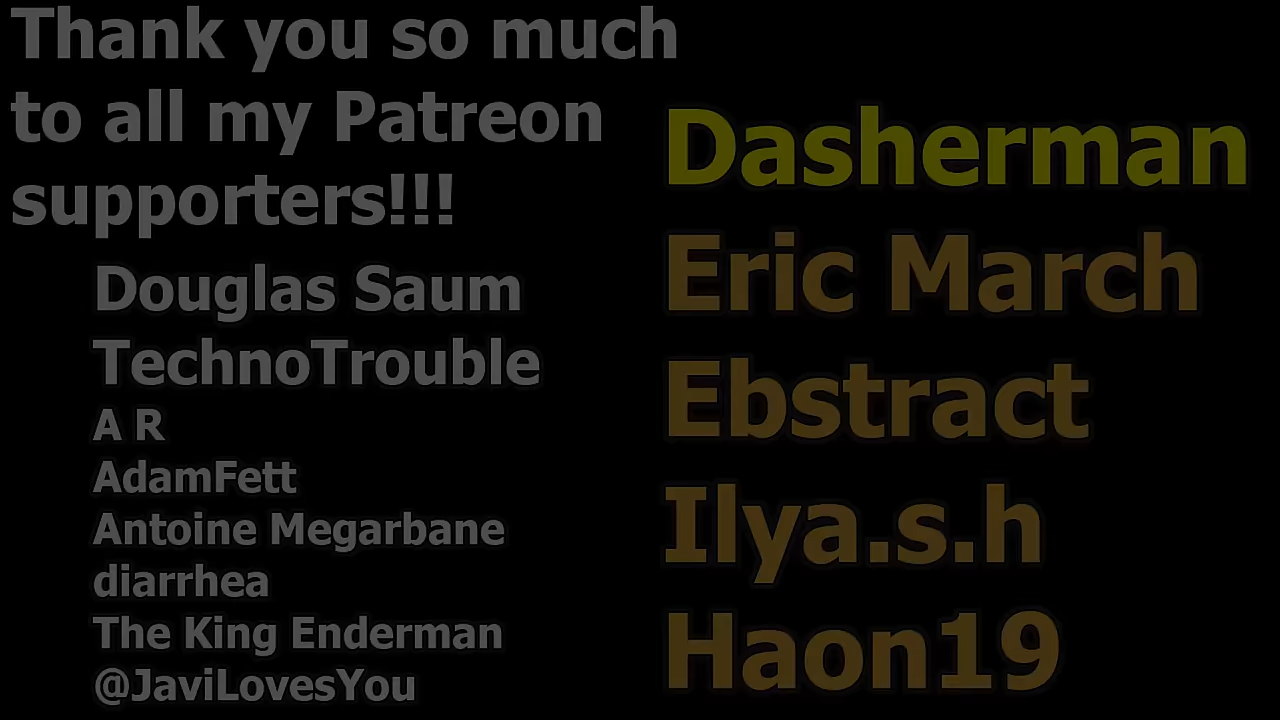 Thank you so much
to all my Patreon
supporters!!!
Douglas Saum
TechnoTrouble
A R
AdamFett
Antoine Megarbane
diarrhea
The King Enderman
@JaviLovesYou
Dasherman
Eric March
Ebstract
Ilya.s.h
Haon19